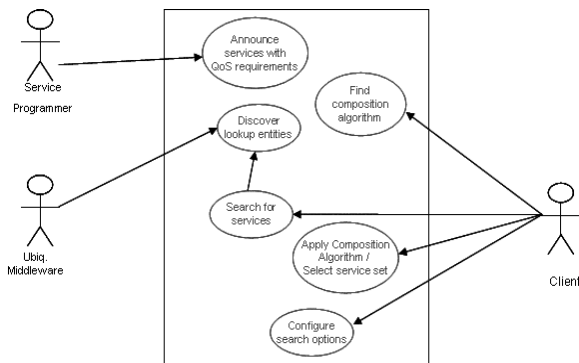 Announce
services with
QoS requirements
Service
Programmer
Find
composition
algorithm
Discover
lookup entities
Search for
services
Ubiq.
Middleware
Apply Composition
Algorithm /
Select service set
Client
Configure
search options